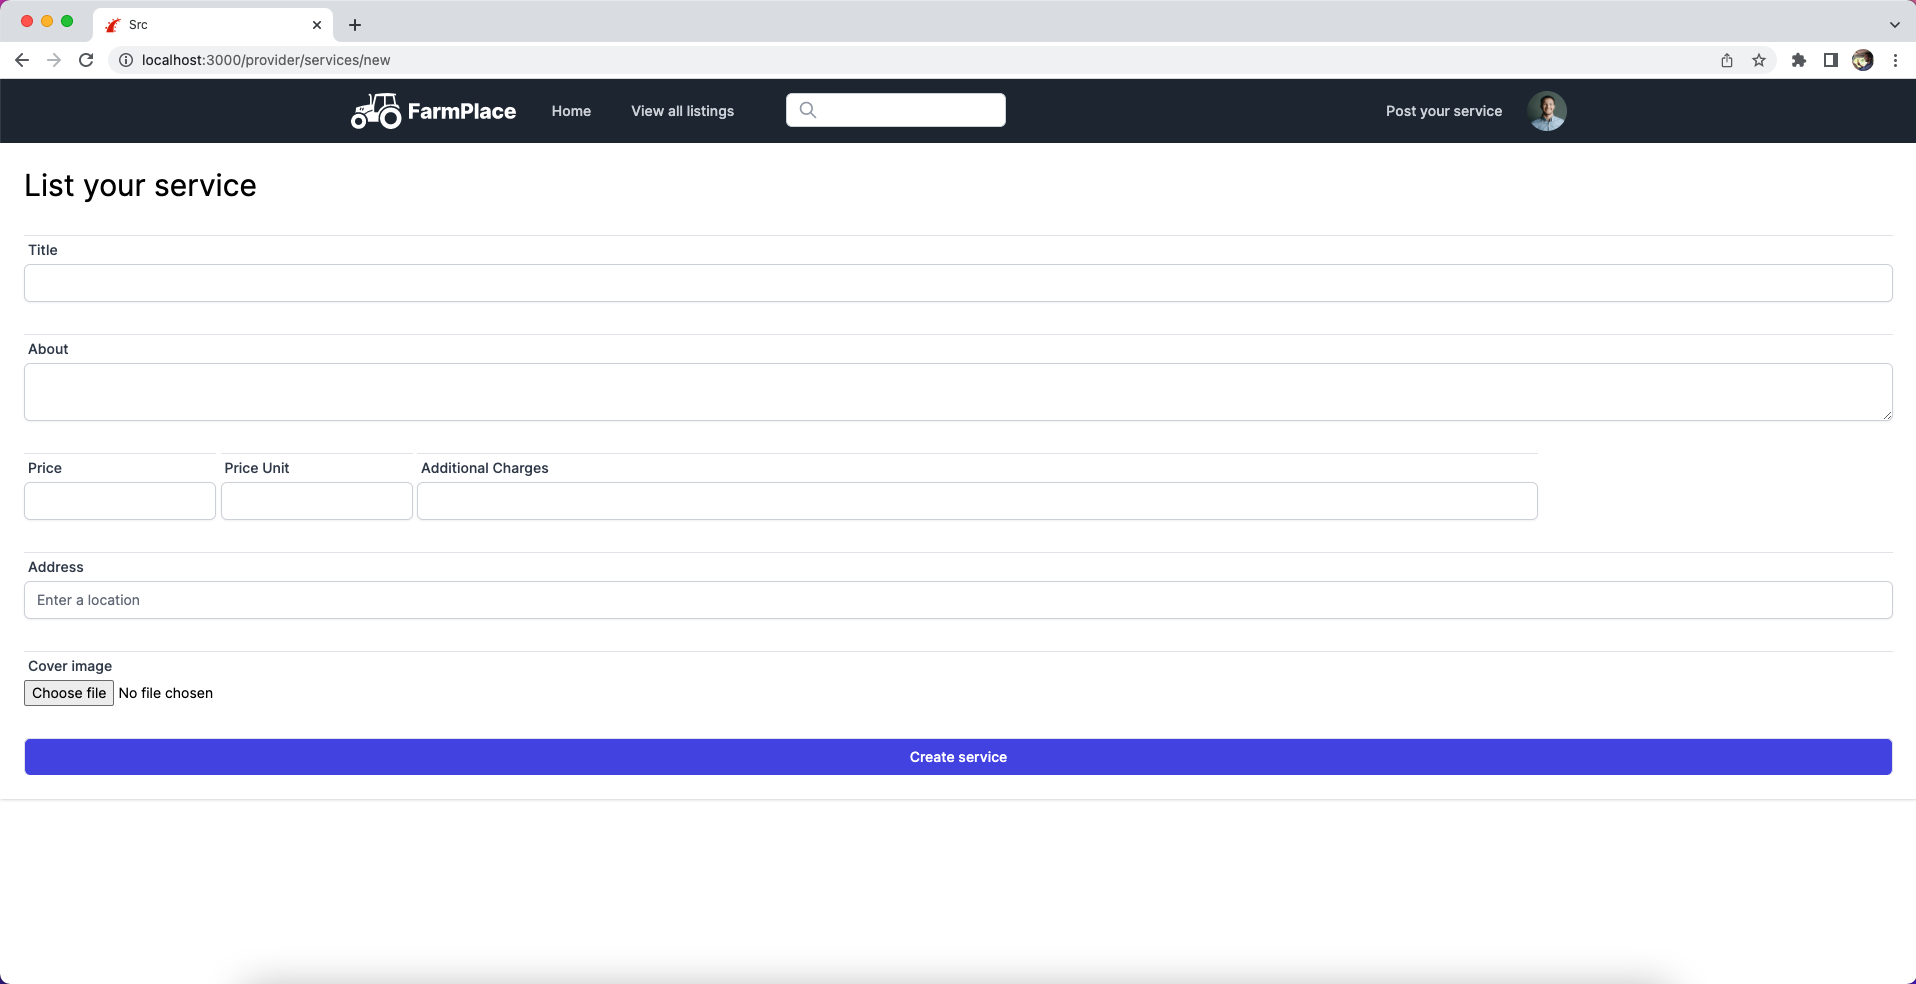 Src
localhost:3000/provider/services/new
FarmPlace Home View all listings Post your service
List your service
Title
About
Price Price Unit Additional Charges
Address
Enter a location
Cover image
Choose file No file chosen
Create service